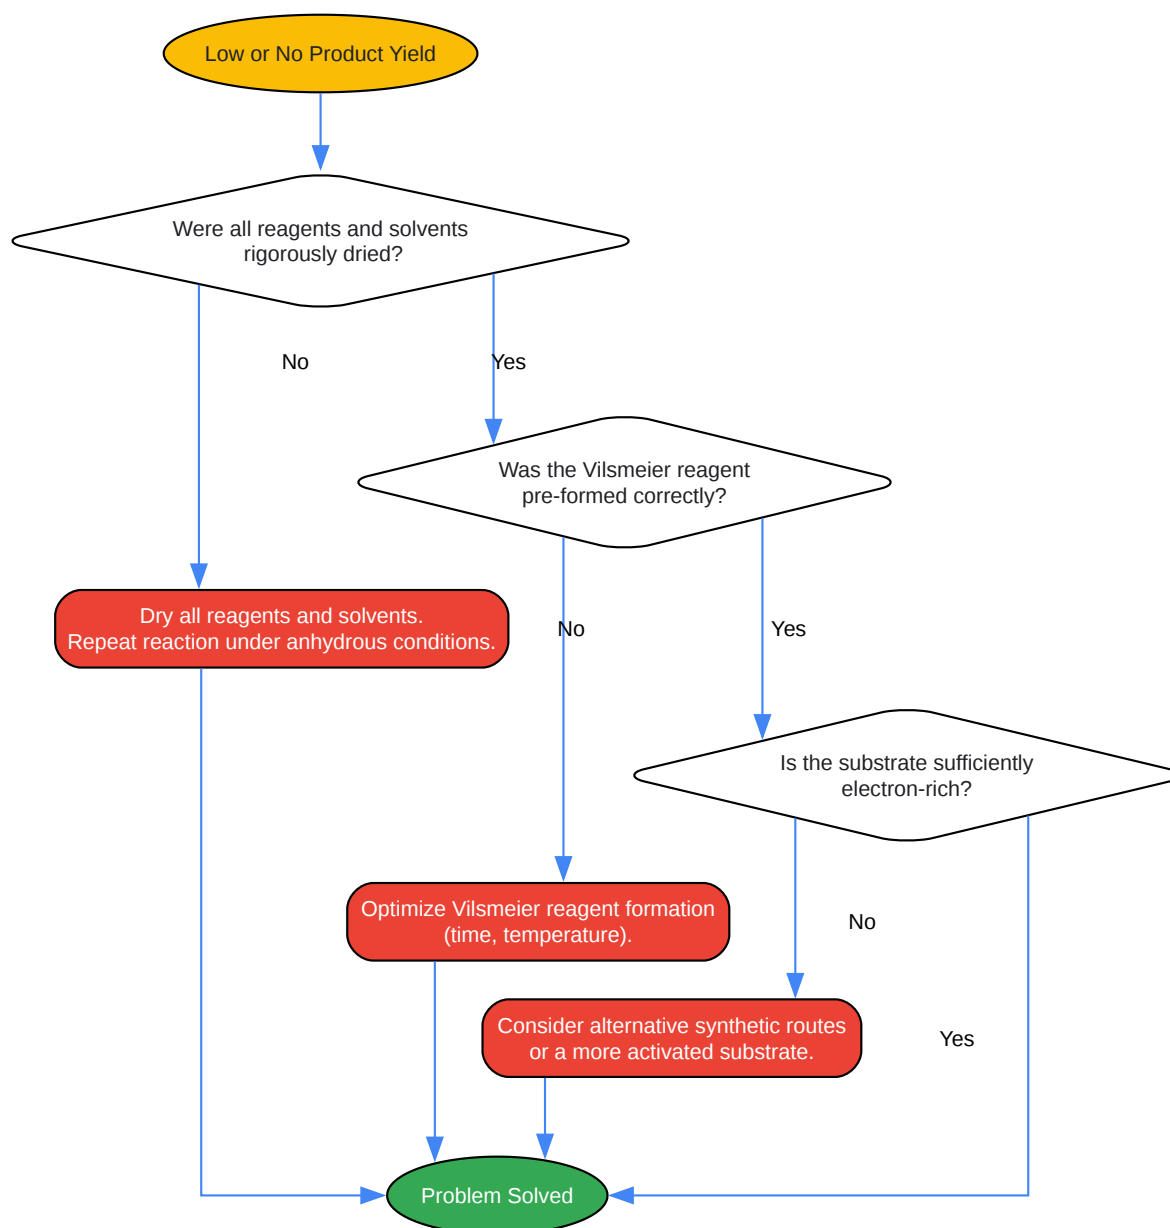 Low or No Product Yield
Were all reagents and solvents
rigorously dried?
No
Yes
Was the Vilsmeier reagent
pre-formed correctly?
Dry all reagents and solvents.
Repeat reaction under anhydrous conditions.
No
Yes
Is the substrate sufficiently
electron-rich?
Optimize Vilsmeier reagent formation
(time, temperature).
No
Consider alternative synthetic routes
or a more activated substrate.
Yes
Problem Solved